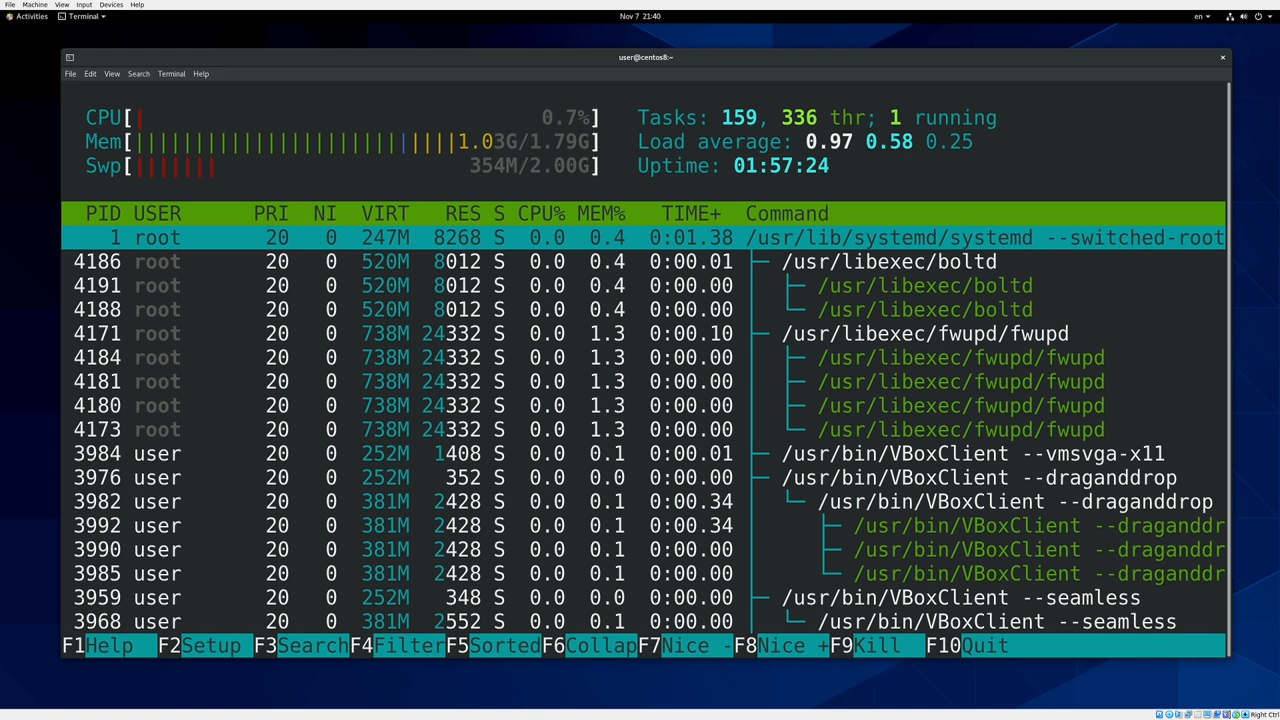 File Machine View Input Devices Help
Activities Terminal Nov 7 21:40 en
user@centos8:~
File Edit View Search Terminal Help
CPU[| 0.7%] Tasks: 159, 336 thr; 1 running
Mem[|||||||||||||||||||||||||||1.03G/1.79G] Load average: 0.97 0.58 0.25
Swp[||||||| 354M/2.00G] Uptime: 01:57:24
PID USER PRI NI VIRT RES S CPU% MEM% TIME+ Command
1 root 20 0 247M 8268 S 0.0 0.4 0:01.38 /usr/lib/systemd/systemd --switched-root
4186 root 20 0 520M 8012 S 0.0 0.4 0:00.01 ├─ /usr/libexec/boltd
4191 root 20 0 520M 8012 S 0.0 0.4 0:00.00 │ ├─ /usr/libexec/boltd
4188 root 20 0 520M 8012 S 0.0 0.4 0:00.00 │ └─ /usr/libexec/boltd
4171 root 20 0 738M 24332 S 0.0 1.3 0:00.10 ├─ /usr/libexec/fwupd/fwupd
4184 root 20 0 738M 24332 S 0.0 1.3 0:00.00 │ ├─ /usr/libexec/fwupd/fwupd
4181 root 20 0 738M 24332 S 0.0 1.3 0:00.00 │ ├─ /usr/libexec/fwupd/fwupd
4180 root 20 0 738M 24332 S 0.0 1.3 0:00.00 │ ├─ /usr/libexec/fwupd/fwupd
4173 root 20 0 738M 24332 S 0.0 1.3 0:00.00 │ └─ /usr/libexec/fwupd/fwupd
3984 user 20 0 252M 1408 S 0.0 0.1 0:00.01 ├─ /usr/bin/VBoxClient --vmsvga-x11
3976 user 20 0 252M 352 S 0.0 0.0 0:00.00 ├─ /usr/bin/VBoxClient --draganddrop
3982 user 20 0 381M 2428 S 0.0 0.1 0:00.34 │ └─ /usr/bin/VBoxClient --draganddrop
3992 user 20 0 381M 2428 S 0.0 0.1 0:00.34 │ ├─ /usr/bin/VBoxClient --draganddr
3990 user 20 0 381M 2428 S 0.0 0.1 0:00.00 │ ├─ /usr/bin/VBoxClient --draganddr
3985 user 20 0 381M 2428 S 0.0 0.1 0:00.00 │ └─ /usr/bin/VBoxClient --draganddr
3959 user 20 0 252M 348 S 0.0 0.0 0:00.00 ├─ /usr/bin/VBoxClient --seamless
3968 user 20 0 381M 2552 S 0.0 0.1 0:00.00 │ └─ /usr/bin/VBoxClient --seamless
F1Help F2Setup F3SearchF4FilterF5SortedF6CollapF7Nice -F8Nice +F9Kill F10Quit
Right Ctrl